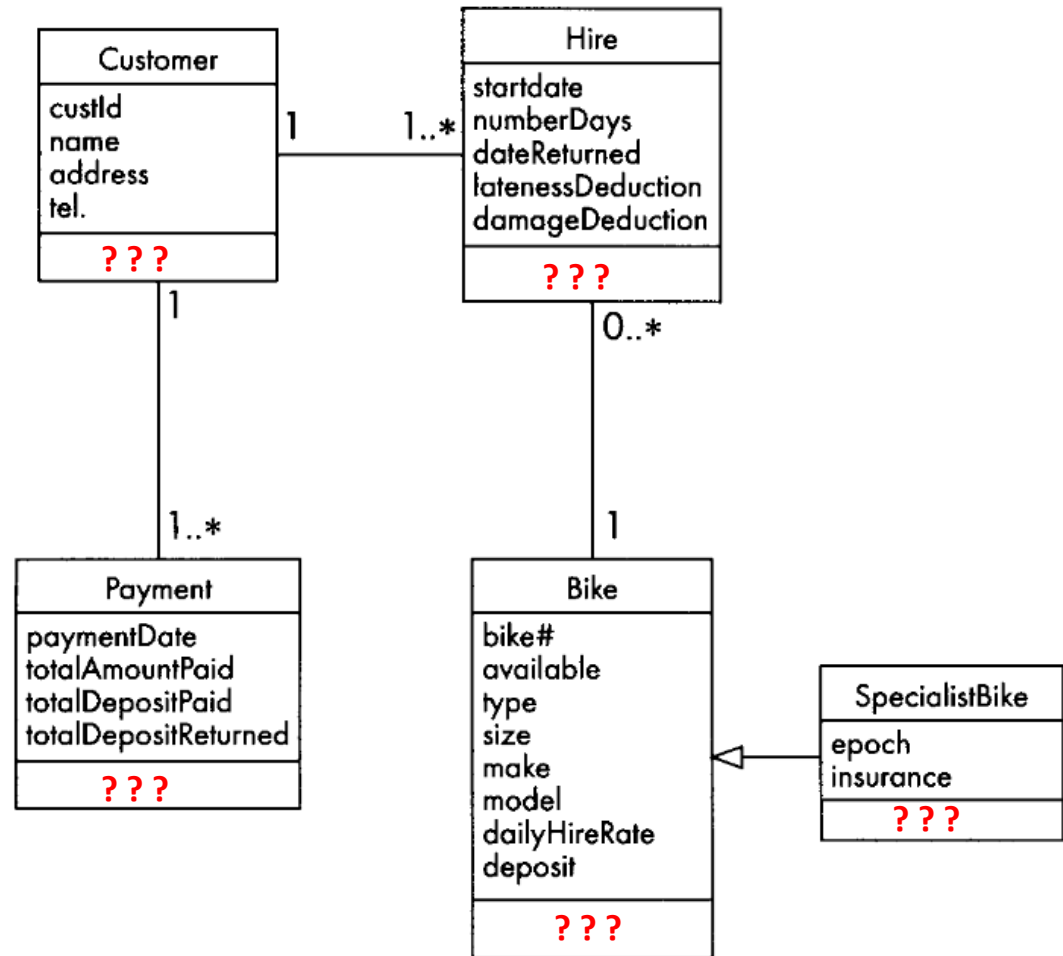 Customer
custId
name
address
tel.
? ? ?
1
1..*
Hire
startdate
numberDays
dateReturned
latenessDeduction
damageDeduction
? ? ?
1
0..*
1..*
1
Payment
paymentDate
totalAmountPaid
totalDepositPaid
totalDepositReturned
? ? ?
Bike
bike#
available
type
size
make
model
dailyHireRate
deposit
? ? ?
SpecialistBike
epoch
insurance
? ? ?